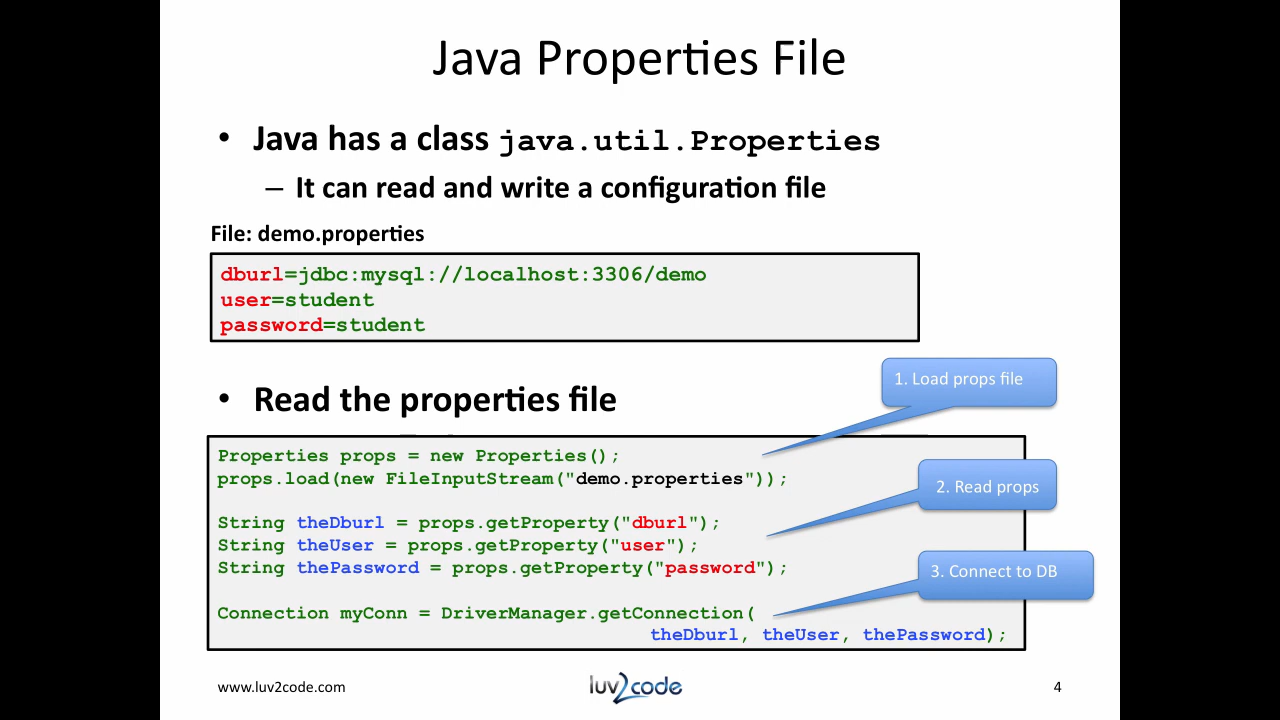 Java Properties File
• Java has a class java.util.Properties
– It can read and write a configuration file
File: demo.properties
dburl=jdbc:mysql://localhost:3306/demo
user=student
password=student
1. Load props file
• Read the properties file
Properties props = new Properties();
props.load(new FileInputStream("demo.properties"));
2. Read props
String theDburl = props.getProperty("dburl");
String theUser = props.getProperty("user");
String thePassword = props.getProperty("password");
3. Connect to DB
Connection myConn = DriverManager.getConnection(
theDburl, theUser, thePassword);
www.luv2code.com
luv2code
4